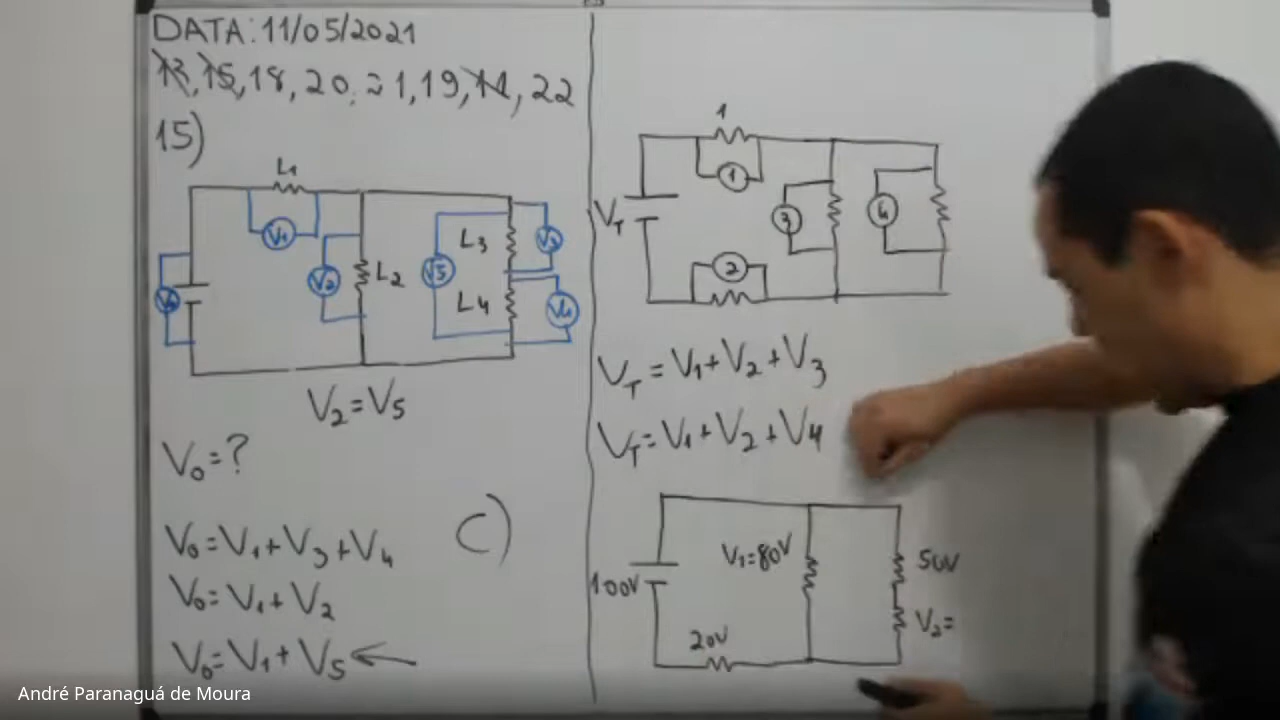 DATA: 11/05/2021
13, 15, 18, 20, 21, 19, 14, 22
15)
L1
V1
V2
L2
V5
L3
V3
L4
V4
V0
V2 = V5
V0 = ?
V0 = V1 + V3 + V4
V0 = V1 + V2
V0 = V1 + V5 ←
C)
1
1
VT
3
4
2
VT = V1 + V2 + V3
VT = V1 + V2 + V4
100V
V1 = 80V
50V
V2 =
20V
André Paranaguá de Moura